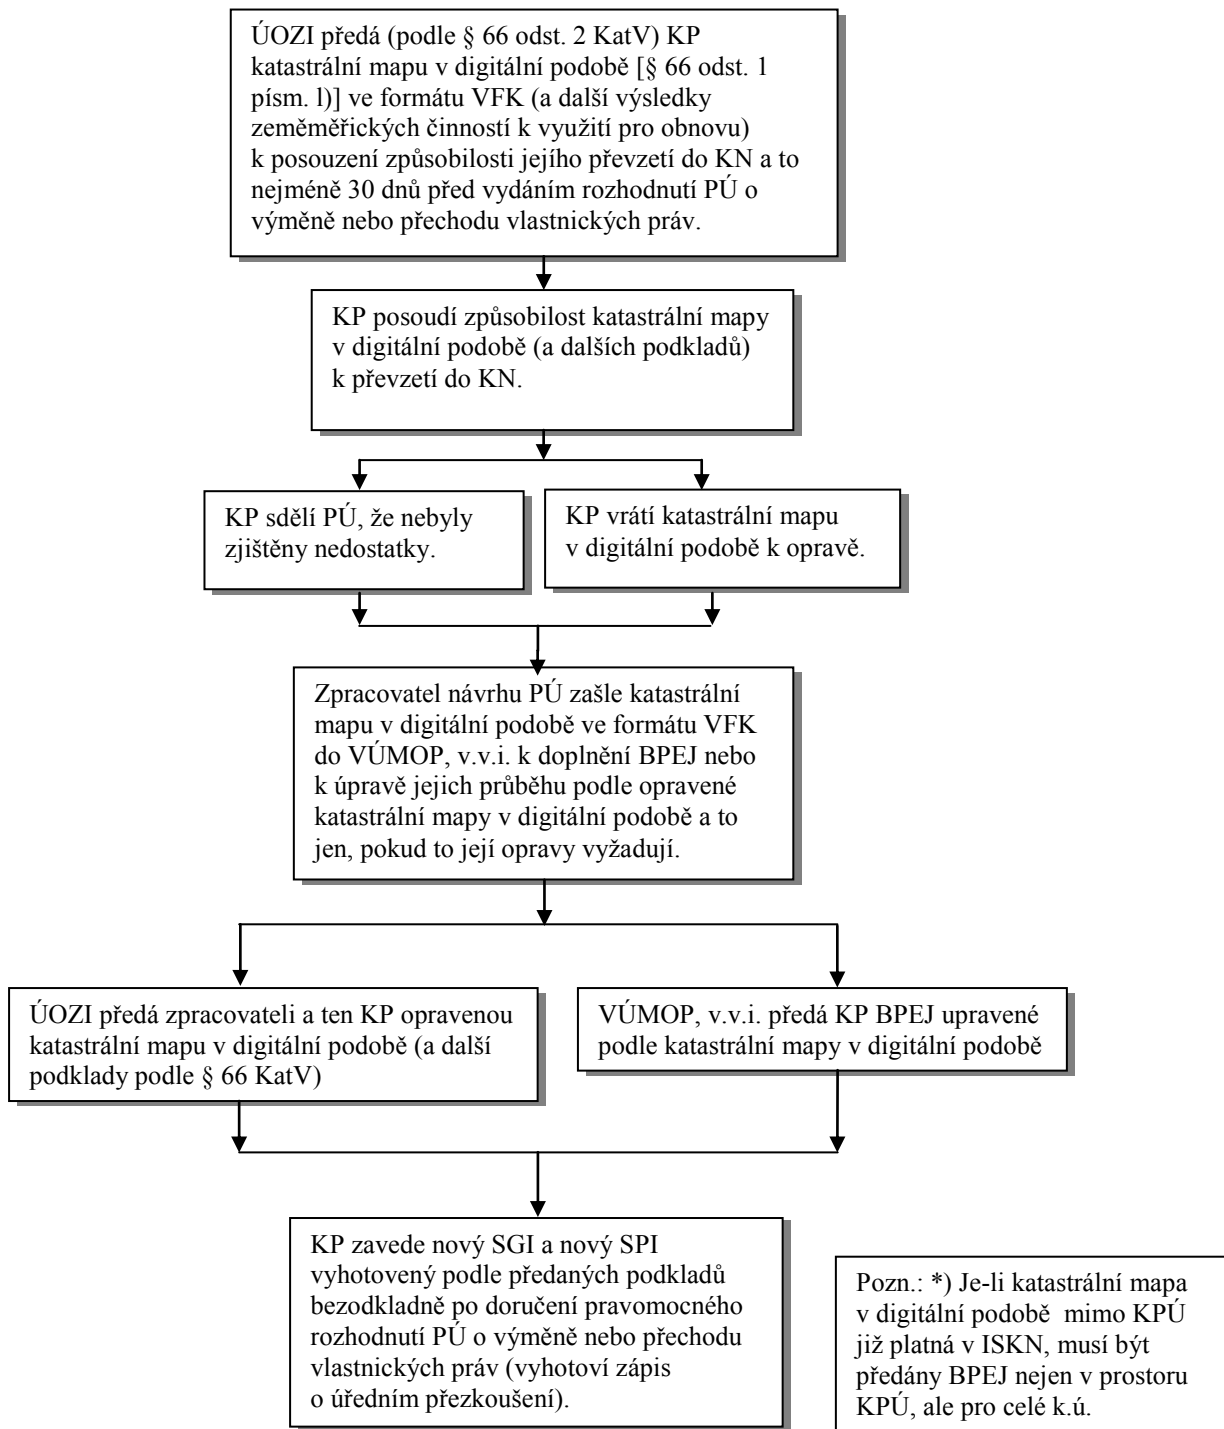 ÚOZI předá (podle § 66 odst. 2 KatV) KP
katastrální mapu v digitální podobě [§ 66 odst. 1
písm. l)] ve formátu VFK (a další výsledky
zeměměřických činností k využití pro obnovu)
k posouzení způsobilosti jejího převzetí do KN a to
nejméně 30 dnů před vydáním rozhodnutí PÚ o
výměně nebo přechodu vlastnických práv.
KP posoudí způsobilost katastrální mapy
v digitální podobě (a dalších podkladů)
k převzetí do KN.
KP sdělí PÚ, že nebyly
zjištěny nedostatky.
KP vrátí katastrální mapu
v digitální podobě k opravě.
Zpracovatel návrhu PÚ zašle katastrální
mapu v digitální podobě ve formátu VFK
do VÚMOP, v.v.i. k doplnění BPEJ nebo
k úpravě jejich průběhu podle opravené
katastrální mapy v digitální podobě a to
jen, pokud to její opravy vyžadují.
ÚOZI předá zpracovateli a ten KP opravenou
katastrální mapu v digitální podobě (a další
podklady podle § 66 KatV)
VÚMOP, v.v.i. předá KP BPEJ upravené
podle katastrální mapy v digitální podobě
KP zavede nový SGI a nový SPI
vyhotovený podle předaných podkladů
bezodkladně po doručení pravomocného
rozhodnutí PÚ o výměně nebo přechodu
vlastnických práv (vyhotoví zápis
o úředním přezkoušení).
Pozn.: *) Je-li katastrální mapa
v digitální podobě mimo KPÚ
již platná v ISKN, musí být
předány BPEJ nejen v prostoru
KPÚ, ale pro celé k.ú.